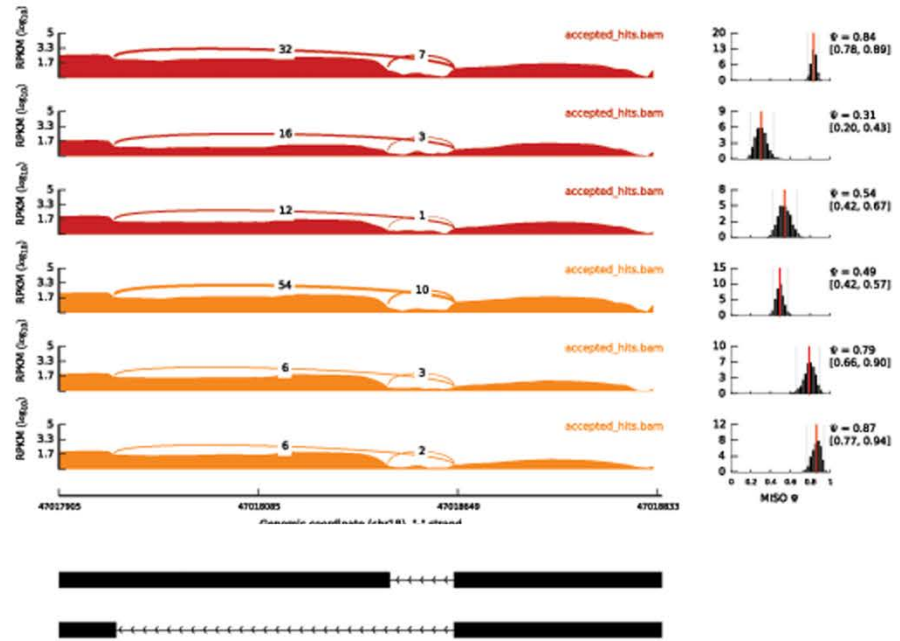 RPKM (log10)
5
3.3
1.7
32
7
accepted_hits.bam
20
13
6
0
Ψ = 0.84
[0.78, 0.89]
RPKM (log10)
5
3.3
1.7
16
3
accepted_hits.bam
9
6
3
0
Ψ = 0.31
[0.20, 0.43]
RPKM (log10)
5
3.3
1.7
12
1
accepted_hits.bam
8
5
2
0
Ψ = 0.54
[0.42, 0.67]
RPKM (log10)
5
3.3
1.7
54
10
accepted_hits.bam
15
10
5
0
Ψ = 0.49
[0.42, 0.57]
RPKM (log10)
5
3.3
1.7
6
3
accepted_hits.bam
10
7
3
0
Ψ = 0.79
[0.66, 0.90]
RPKM (log10)
5
3.3
1.7
6
2
accepted_hits.bam
12
8
4
0
Ψ = 0.87
[0.77, 0.94]
0 0.2 0.4 0.6 0.8 1
MISO Ψ
47017905 47018085 47018649 47018833
Genomic coordinate strand